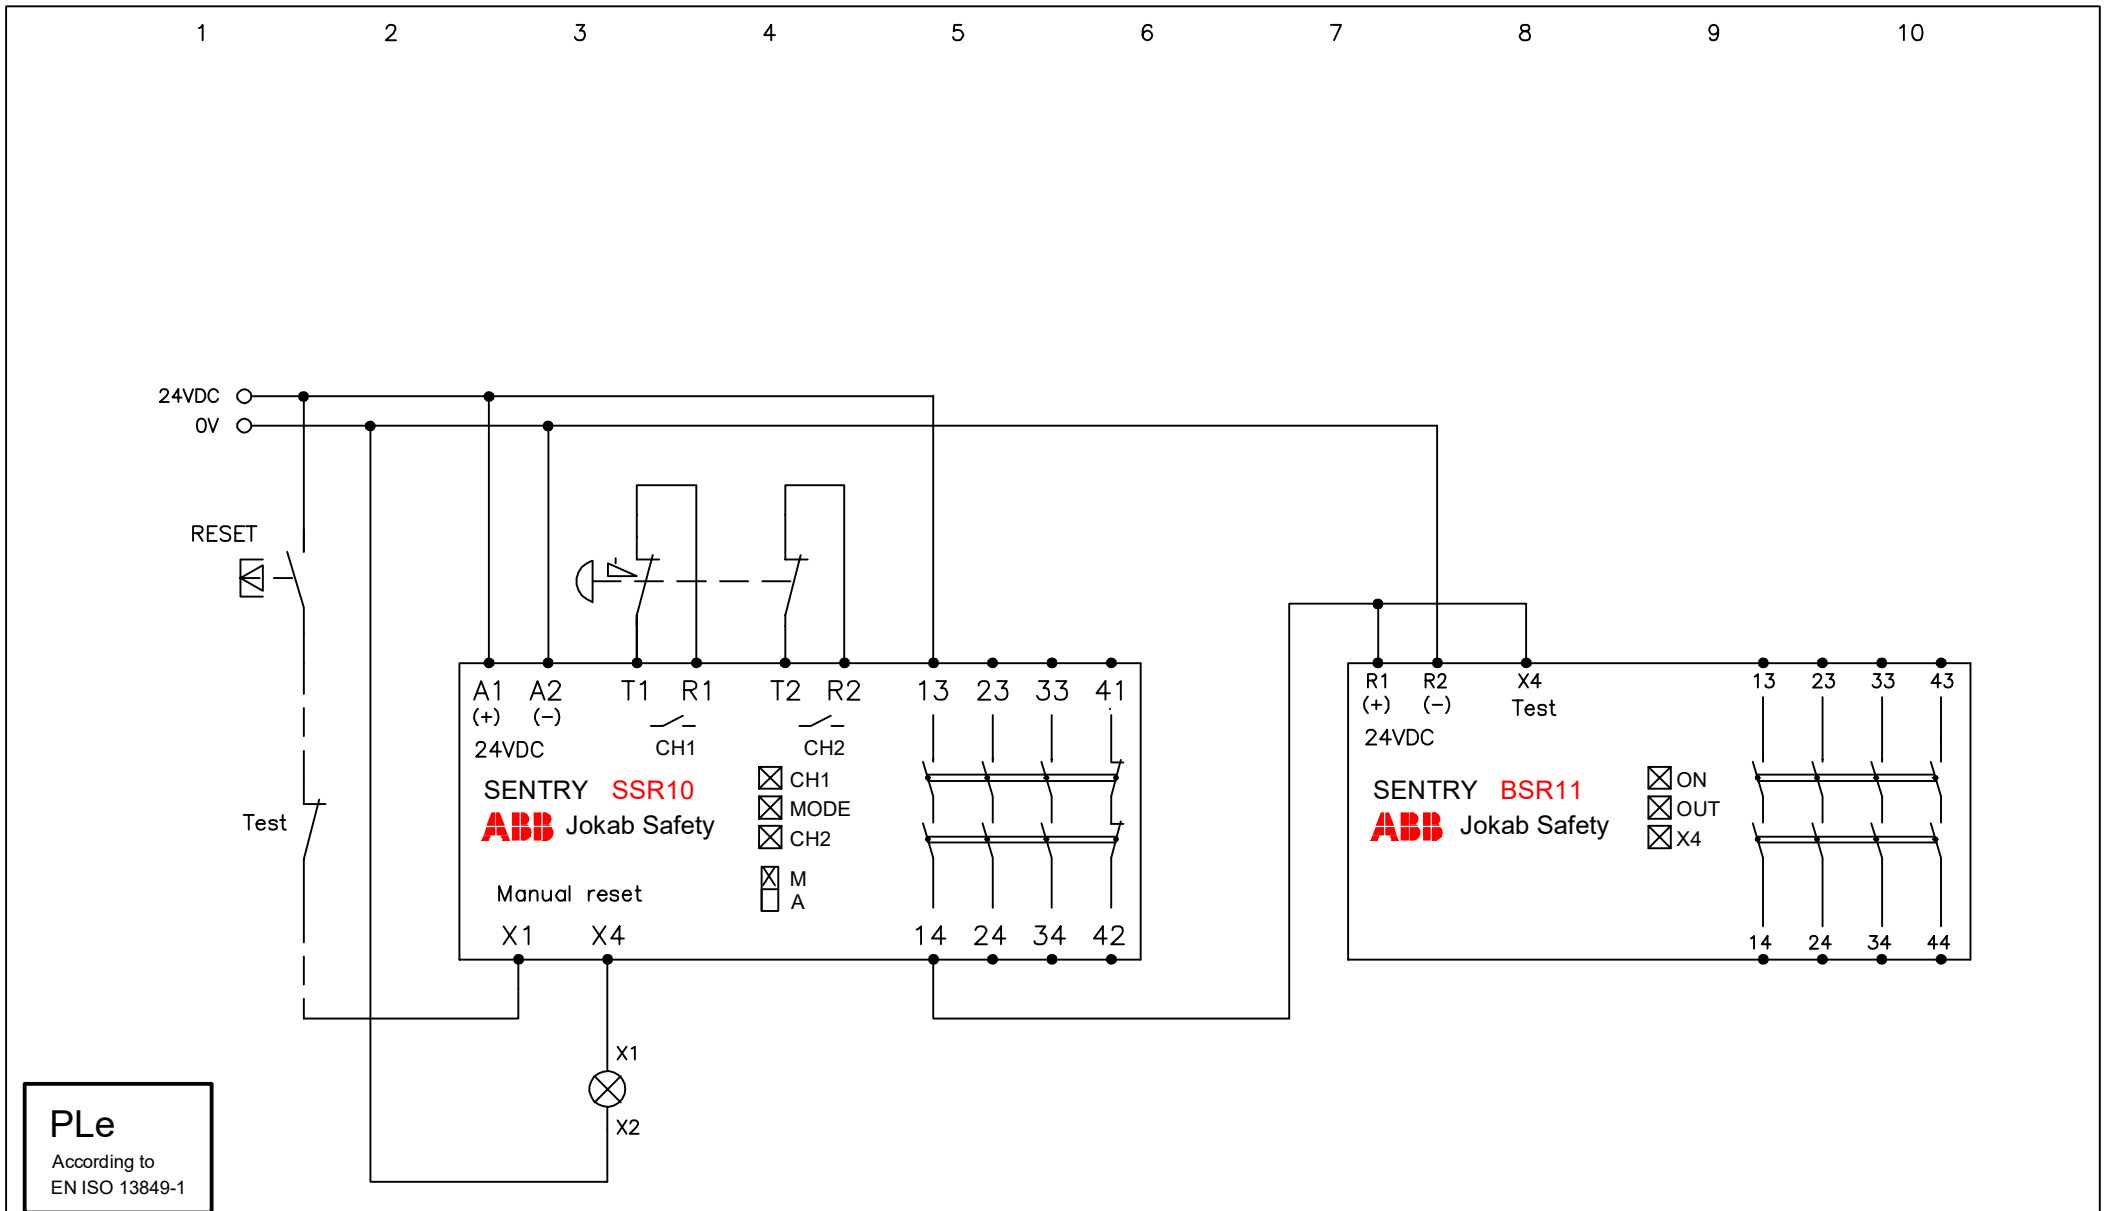 1 2 3 4 5 6 7 8 9 10
24VDC
0V
RESET
A1 A2 T1 R1 T2 R2 13 23 33 41
(+) (-)
24VDC CH1 CH2
SENTRY SSR10
ABB Jokab Safety
CH1
MODE
CH2
M
A
Manual reset
X1 X4 14 24 34 42
Test
R1 R2 X4 13 23 33 43
(+) (-) Test
24VDC
SENTRY BSR11
ABB Jokab Safety
ON
OUT
X4
14 24 34 44
X1
X2
PLe
According to
EN ISO 13849-1